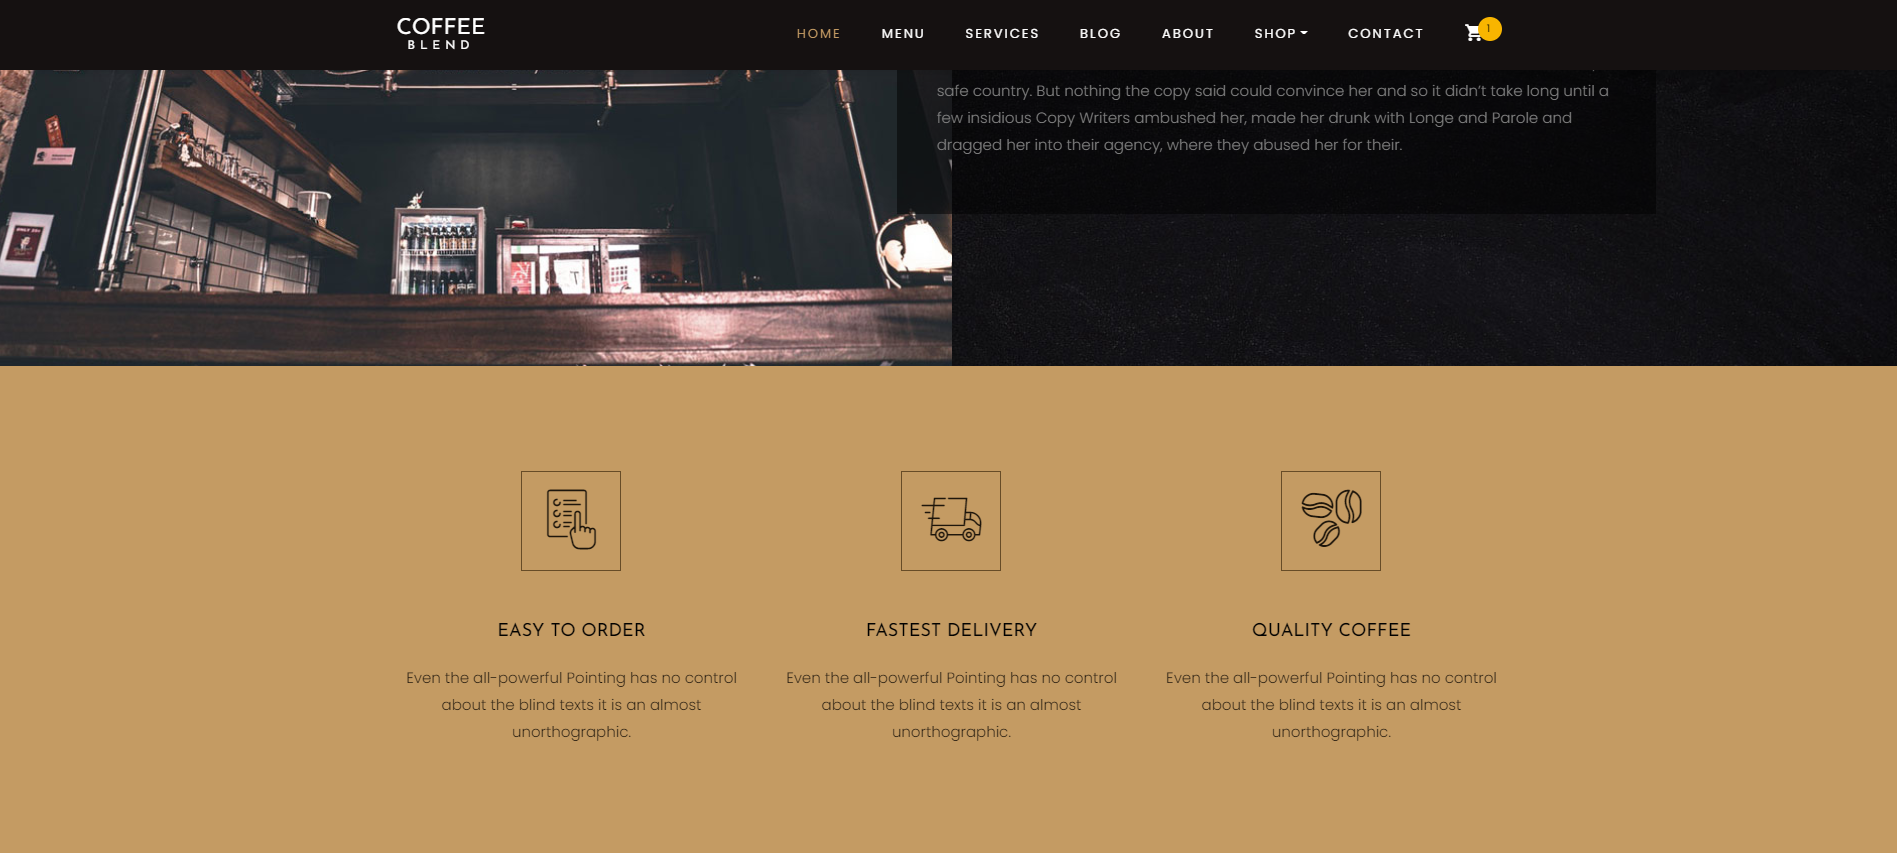 COFFEE
BLEND
HOME MENU SERVICES BLOG ABOUT SHOP CONTACT 1
safe country. But nothing the copy said could convince her and so it didn't take long until a
few insidious Copy Writers ambushed her, made her drunk with Longe and Parole and
dragged her into their agency, where they abused her for their.
EASY TO ORDER
Even the all-powerful Pointing has no control
about the blind texts it is an almost
unorthographic.
FASTEST DELIVERY
Even the all-powerful Pointing has no control
about the blind texts it is an almost
unorthographic.
QUALITY COFFEE
Even the all-powerful Pointing has no control
about the blind texts it is an almost
unorthographic.